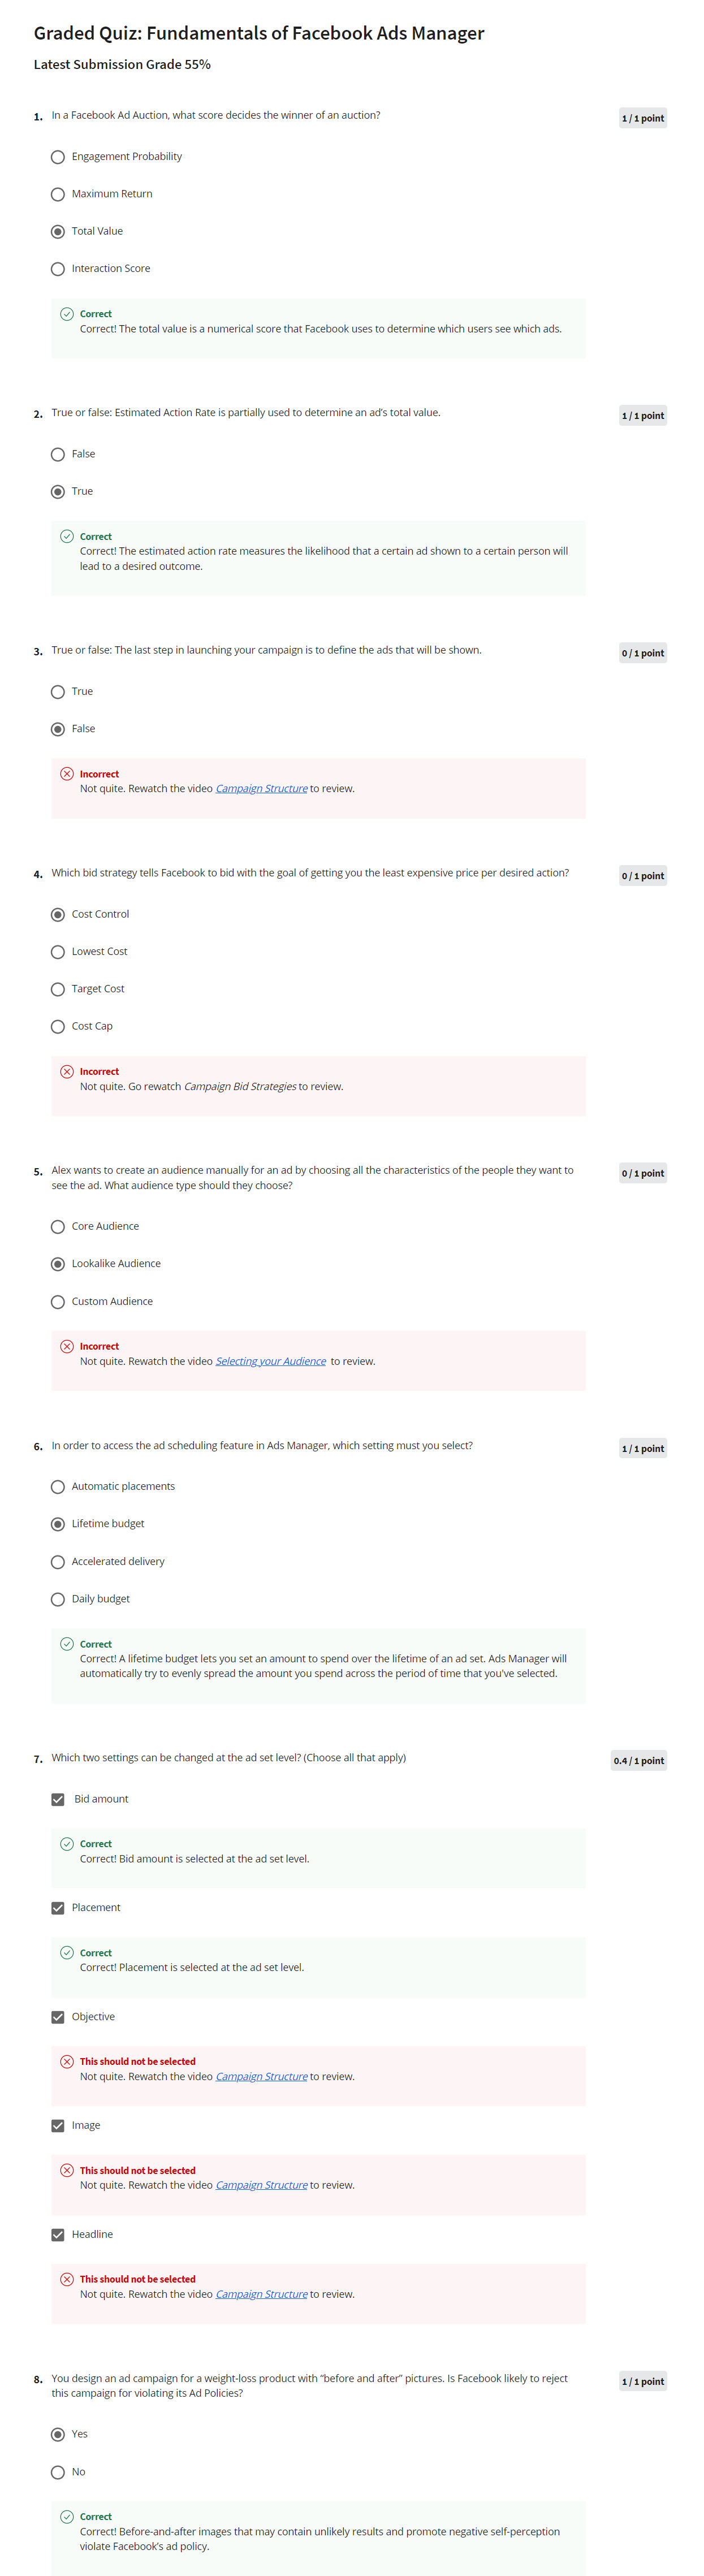 Graded Quiz: Fundamentals of Facebook Ads Manager
Latest Submission Grade 55%
1. In a Facebook Ad Auction, what score decides the winner of an auction?
1 / 1 point
Engagement Probability
Maximum Return
Total Value
Interaction Score
Correct
Correct! The total value is a numerical score that Facebook uses to determine which users see which ads.
2. True or false: Estimated Action Rate is partially used to determine an ad's total value.
1 / 1 point
False
True
Correct
Correct! The estimated action rate measures the likelihood that a certain ad shown to a certain person will
lead to a desired outcome.
3. True or false: The last step in launching your campaign is to define the ads that will be shown.
0 / 1 point
True
False
Incorrect
Not quite. Rewatch the video Campaign Structure to review.
4. Which bid strategy tells Facebook to bid with the goal of getting you the least expensive price per desired action?
0 / 1 point
Cost Control
Lowest Cost
Target Cost
Cost Cap
Incorrect
Not quite. Go rewatch Campaign Bid Strategies to review.
5. Alex wants to create an audience manually for an ad by choosing all the characteristics of the people they want to
see the ad. What audience type should they choose?
0 / 1 point
Core Audience
Lookalike Audience
Custom Audience
Incorrect
Not quite. Rewatch the video Selecting your Audience to review.
6. In order to access the ad scheduling feature in Ads Manager, which setting must you select?
1 / 1 point
Automatic placements
Lifetime budget
Accelerated delivery
Daily budget
Correct
Correct! A lifetime budget lets you set an amount to spend over the lifetime of an ad set. Ads Manager will
automatically try to evenly spread the amount you spend across the period of time that you've selected.
7. Which two settings can be changed at the ad set level? (Choose all that apply)
0.4 / 1 point
Bid amount
Correct
Correct! Bid amount is selected at the ad set level.
Placement
Correct
Correct! Placement is selected at the ad set level.
Objective
This should not be selected
Not quite. Rewatch the video Campaign Structure to review.
Image
This should not be selected
Not quite. Rewatch the video Campaign Structure to review.
Headline
This should not be selected
Not quite. Rewatch the video Campaign Structure to review.
8. You design an ad campaign for a weight-loss product with "before and after" pictures. Is Facebook likely to reject
this campaign for violating its Ad Policies?
1 / 1 point
Yes
No
Correct
Correct! Before-and-after images that may contain unlikely results and promote negative self-perception
violate Facebook's ad policy.